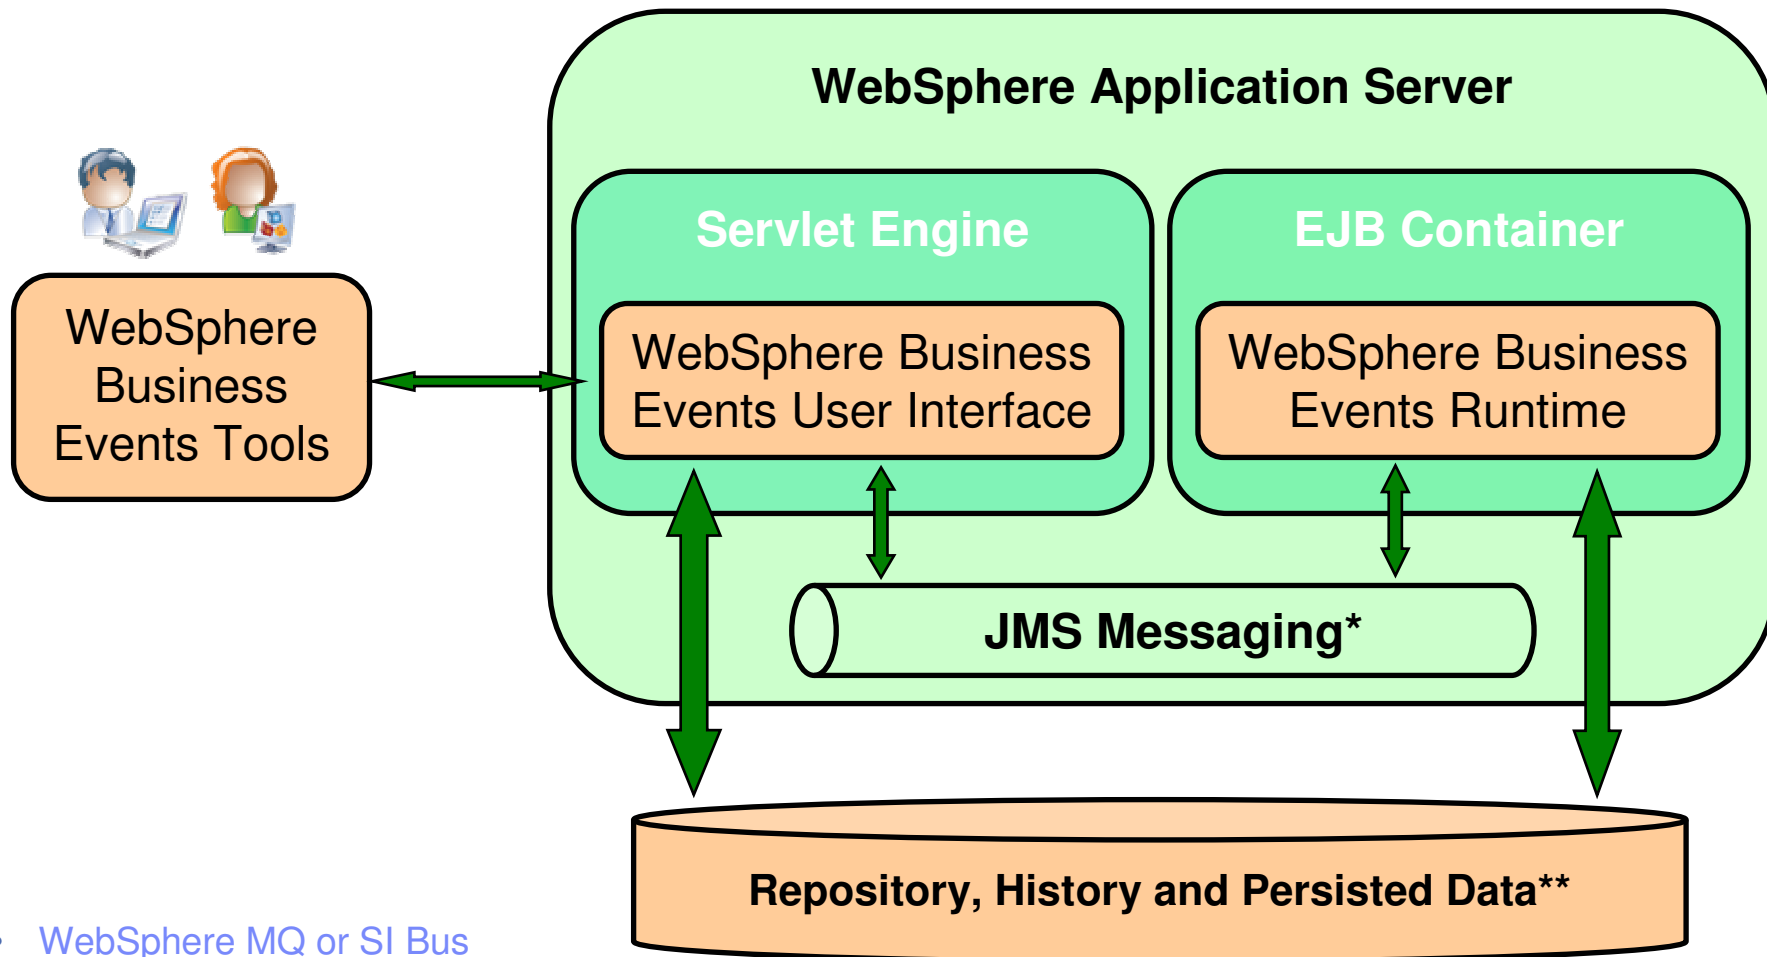 WebSphere Application Server
Servlet Engine
EJB Container
WebSphere
Business
Events Tools
WebSphere Business
Events User Interface
WebSphere Business
Events Runtime
JMS Messaging*
Repository, History and Persisted Data**
• WebSphere MQ or SI Bus